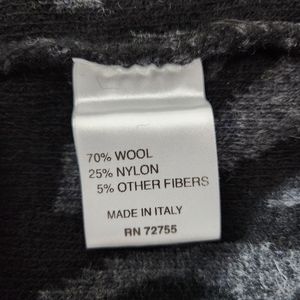 70% WOOL
25% NYLON
5% OTHER FIBERS
MADE IN ITALY
RN 72755